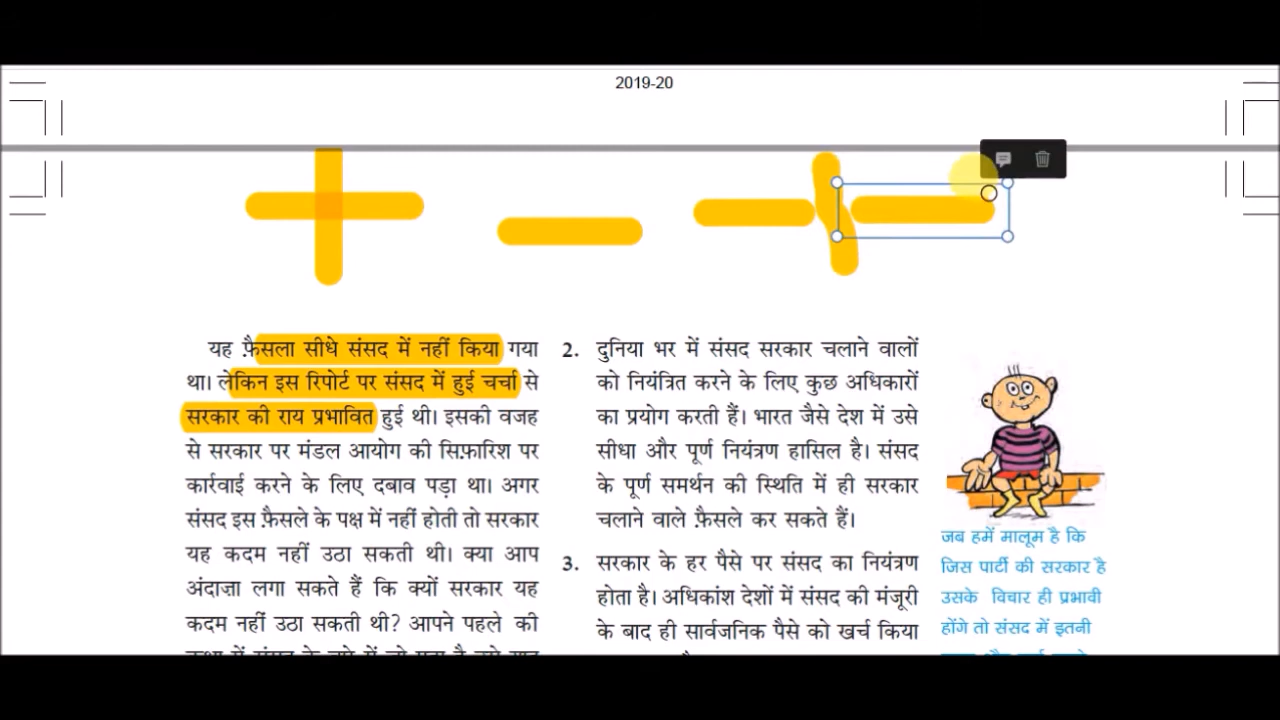 2019-20
यह फ़ैसला सीधे संसद में नहीं किया गया
था। लेकिन इस रिपोर्ट पर संसद में हुई चर्चा से
सरकार की राय प्रभावित हुई थी। इसकी वजह
से सरकार पर मंडल आयोग की सिफ़ारिश पर
कार्रवाई करने के लिए दबाव पड़ा था। अगर
संसद इस फ़ैसले के पक्ष में नहीं होती तो सरकार
यह कदम नहीं उठा सकती थी। क्या आप
अंदाज़ा लगा सकते हैं कि क्यों सरकार यह
कदम नहीं उठा सकती थी? आपने पहले की
2. दुनिया भर में संसद सरकार चलाने वालों
को नियंत्रित करने के लिए कुछ अधिकारों
का प्रयोग करती हैं। भारत जैसे देश में उसे
सीधा और पूर्ण नियंत्रण हासिल है। संसद
के पूर्ण समर्थन की स्थिति में ही सरकार
चलाने वाले फ़ैसले कर सकते हैं।
3. सरकार के हर पैसे पर संसद का नियंत्रण
होता है। अधिकांश देशों में संसद की मंजूरी
के बाद ही सार्वजनिक पैसे को खर्च किया
जब हमें मालूम है कि
जिस पार्टी की सरकार है
उसके विचार ही प्रभावी
होंगे तो संसद में इतनी